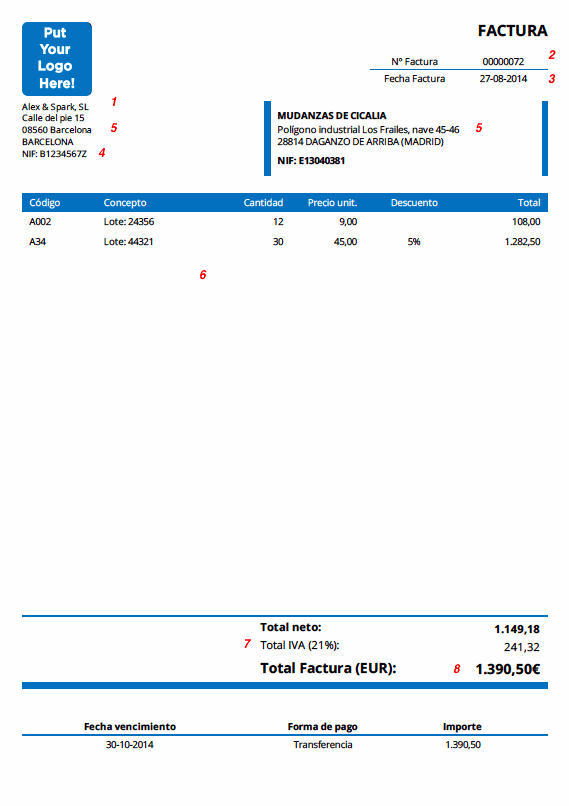 Put
Your
Logo
Here!
FACTURA
Nº Factura 00000072 2
Fecha Factura 27-08-2014 3
Alex & Spark, SL 1
Calle del pie 15
08560 Barcelona 5
BARCELONA
NIF: B1234567Z 4
MUDANZAS DE CICALIA
Polígono industrial Los Frailes, nave 45-46 5
28814 DAGANZO DE ARRIBA (MADRID)
NIF: E13040381
Código Concepto Cantidad Precio unit. Descuento Total
A002 Lote: 24356 12 9,00 108,00
A34 Lote: 44321 30 45,00 5% 1.282,50
6
Total neto: 1.149,18
7 Total IVA (21%): 241,32
Total Factura (EUR): 8 1.390,50€
Fecha vencimiento Forma de pago Importe
30-10-2014 Transferencia 1.390,50